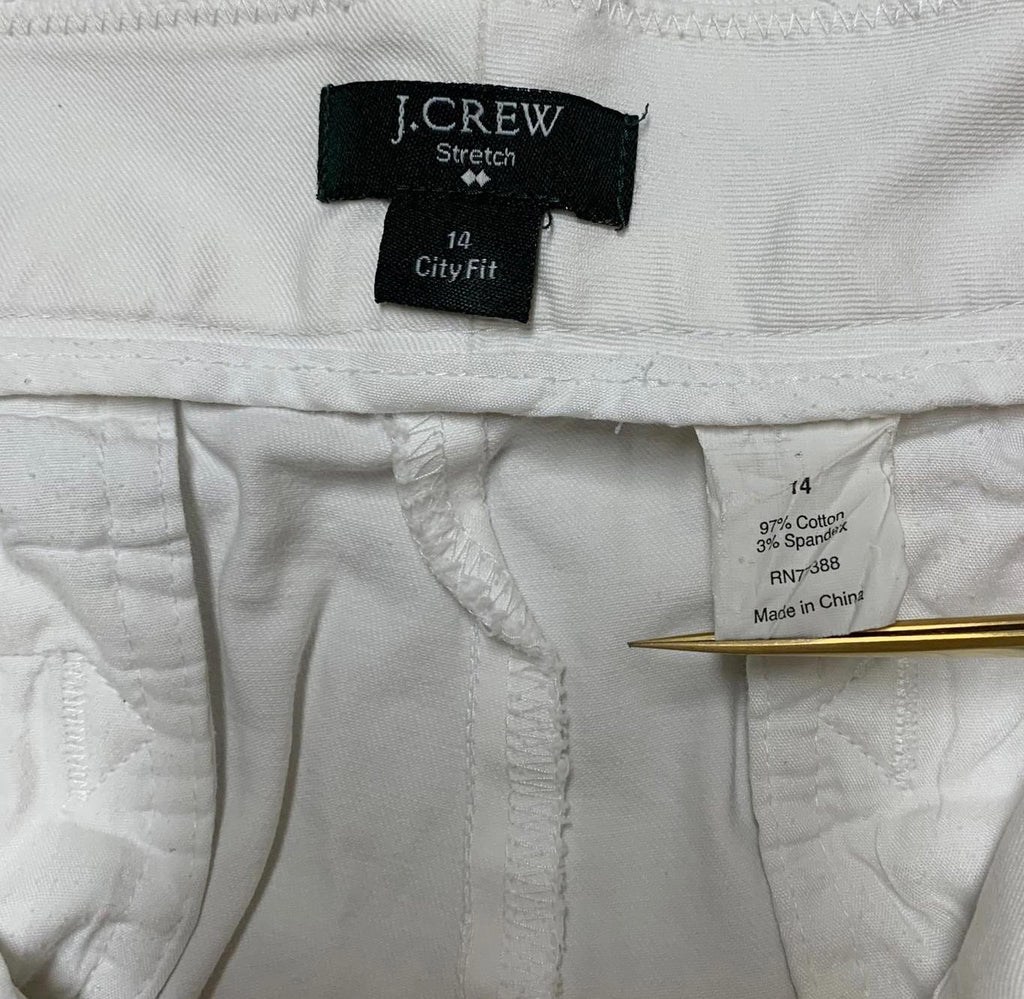 J.CREW
Stretch
14
City Fit
14
97% Cotton
3% Spandex
Made in China